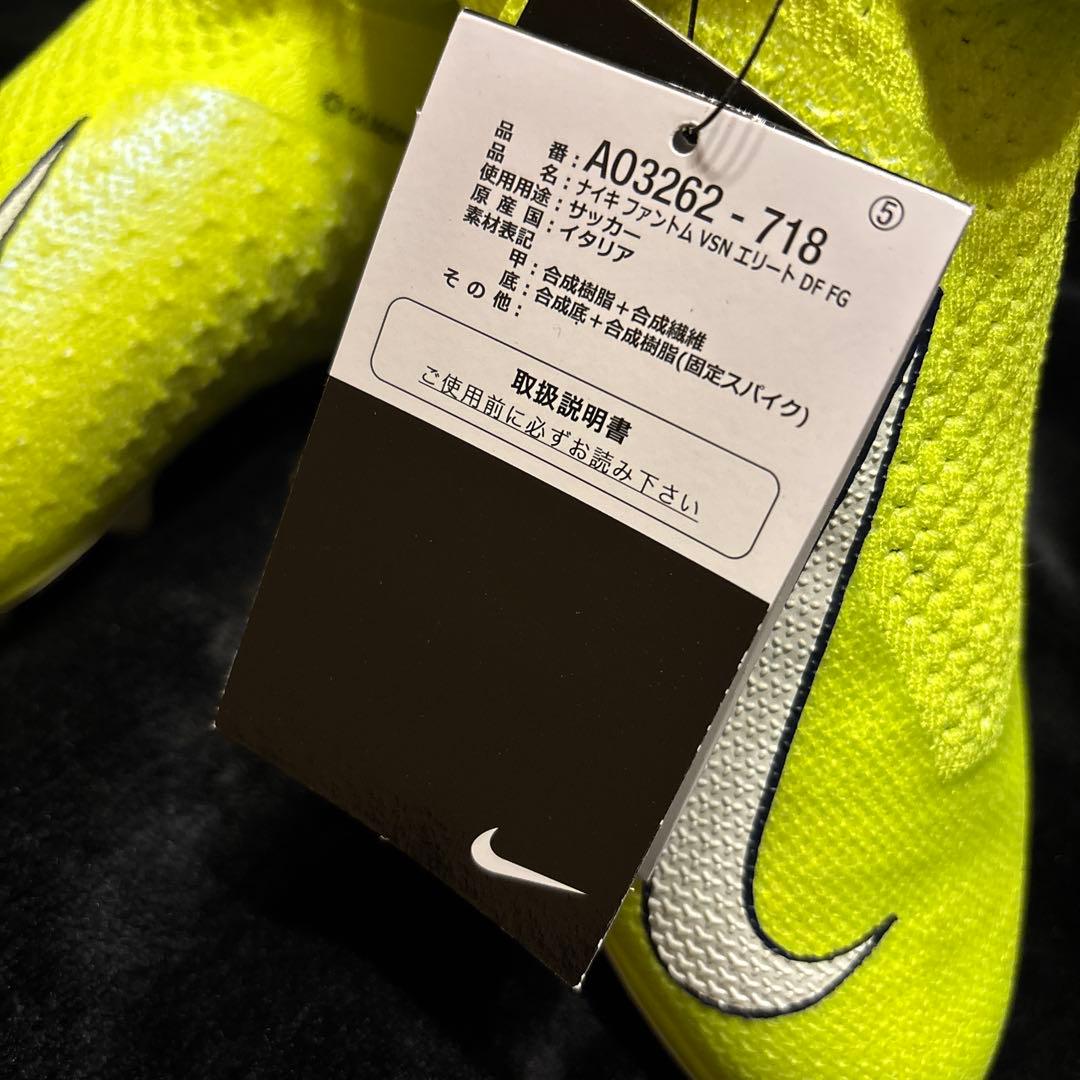 品番：AO3262-718
⑤
品名：ナイキ ファントム VSN エリート DF FG
使用用途：サッカー
原産国：イタリア
素材表記
甲：合成樹脂＋合成繊維
底：合成底＋合成樹脂(固定スパイク)
その他：
取扱説明書
ご使用前に必ずお読み下さい